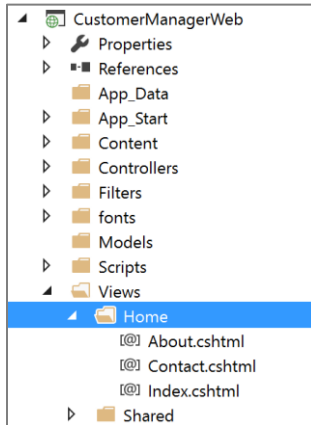 CustomerManagerWeb
Properties
References
App_Data
App_Start
Content
Controllers
Filters
fonts
Models
Scripts
Views
Home
[@] About.cshtml
[@] Contact.cshtml
[@] Index.cshtml
Shared